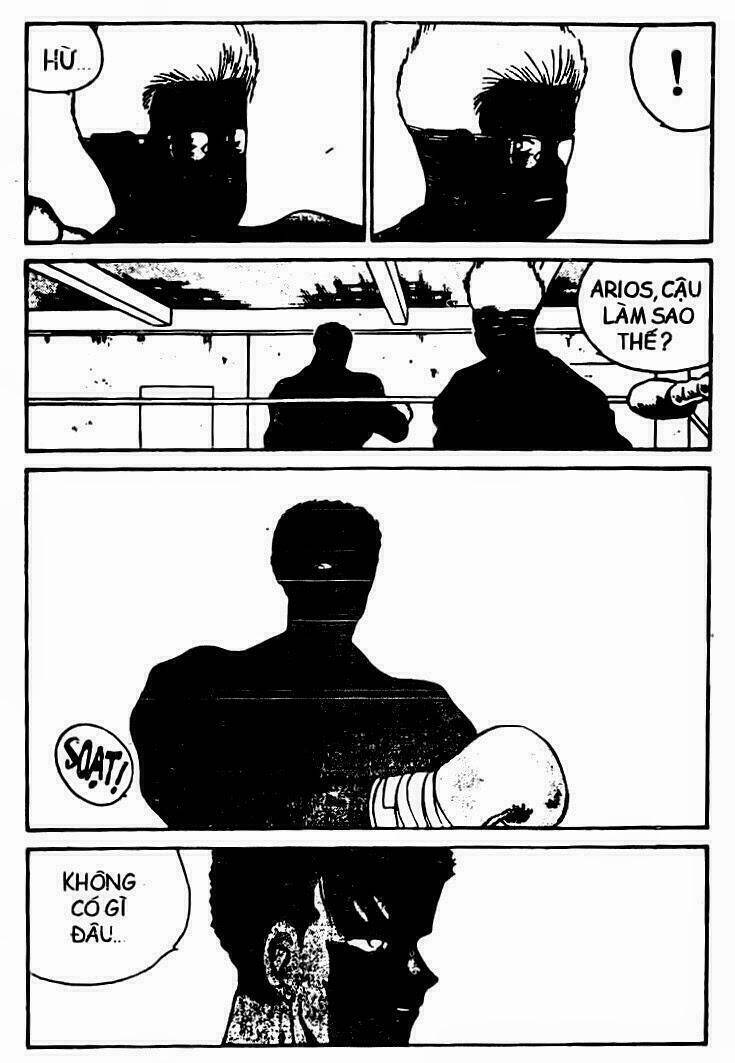 HỪ...
!
ARIOS, CẬU
LÀM SAO
THẾ?
SOẠT!
KHÔNG
CÓ GÌ
ĐÂU...